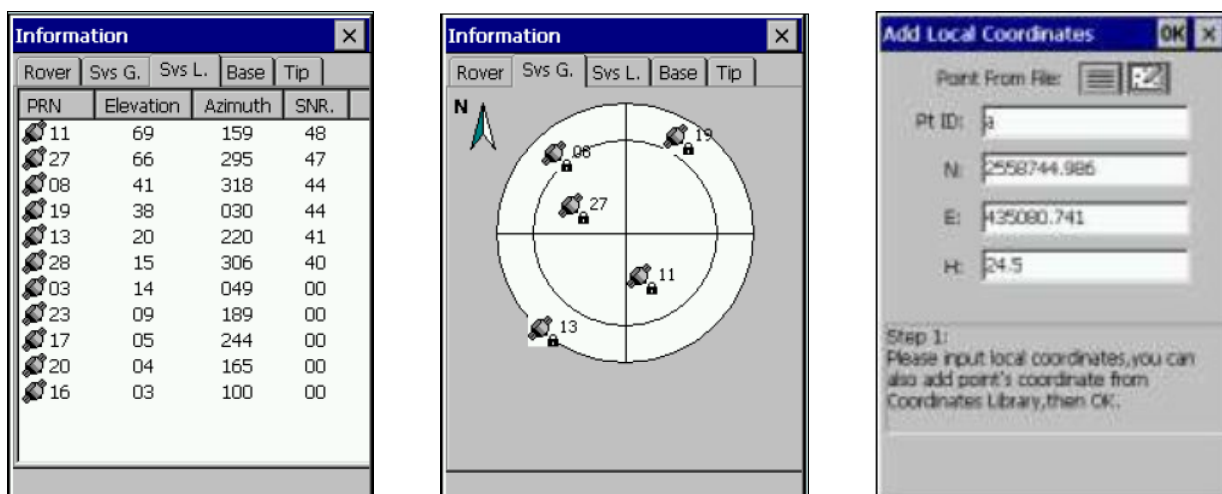 Information
Rover Svs G. Svs L. Base Tip
PRN Elevation Azimuth SNR.
11 69 159 48
27 66 295 47
08 41 318 44
19 38 030 44
13 20 220 41
28 15 306 40
03 14 049 00
23 09 189 00
17 05 244 00
20 04 165 00
16 03 100 00
Information
Rover Svs G. Svs L. Base Tip
N
19
27
11
13
Add Local Coordinates OK
Point From File:
Pt ID: a
N: 2558744.986
E: 435080.741
H: 24.5
Step 1:
Please input local coordinates,you can
also add point's coordinate from
Coordinates Library,then OK.